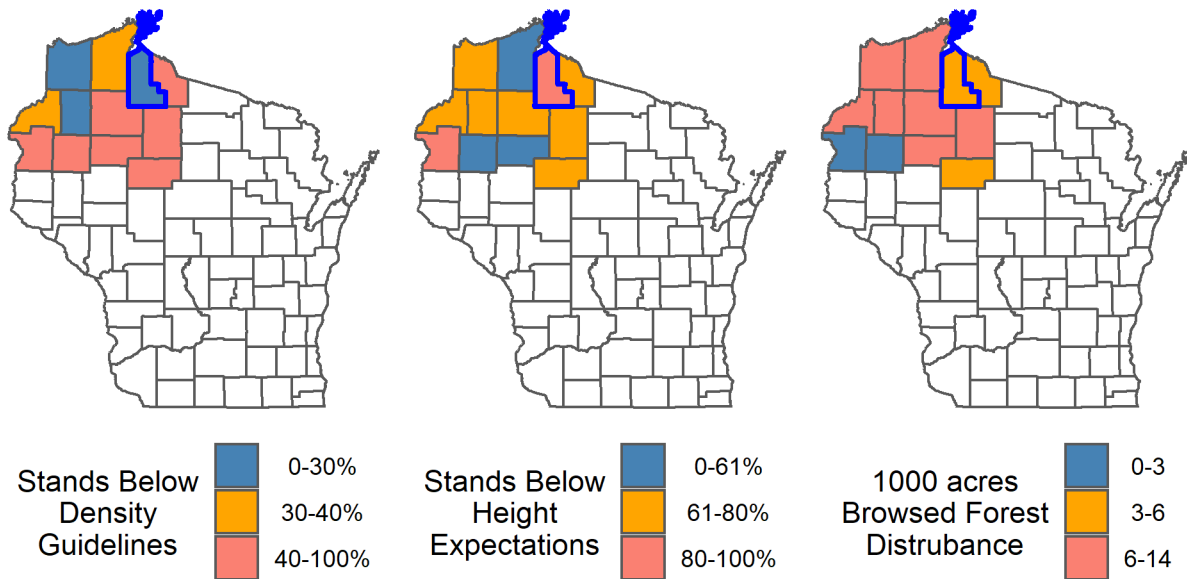 Stands Below
Density
Guidelines
0-30%
30-40%
40-100%
Stands Below
Height
Expectations
0-61%
61-80%
80-100%
1000 acres
Browsed Forest
Distrubance
0-3
3-6
6-14